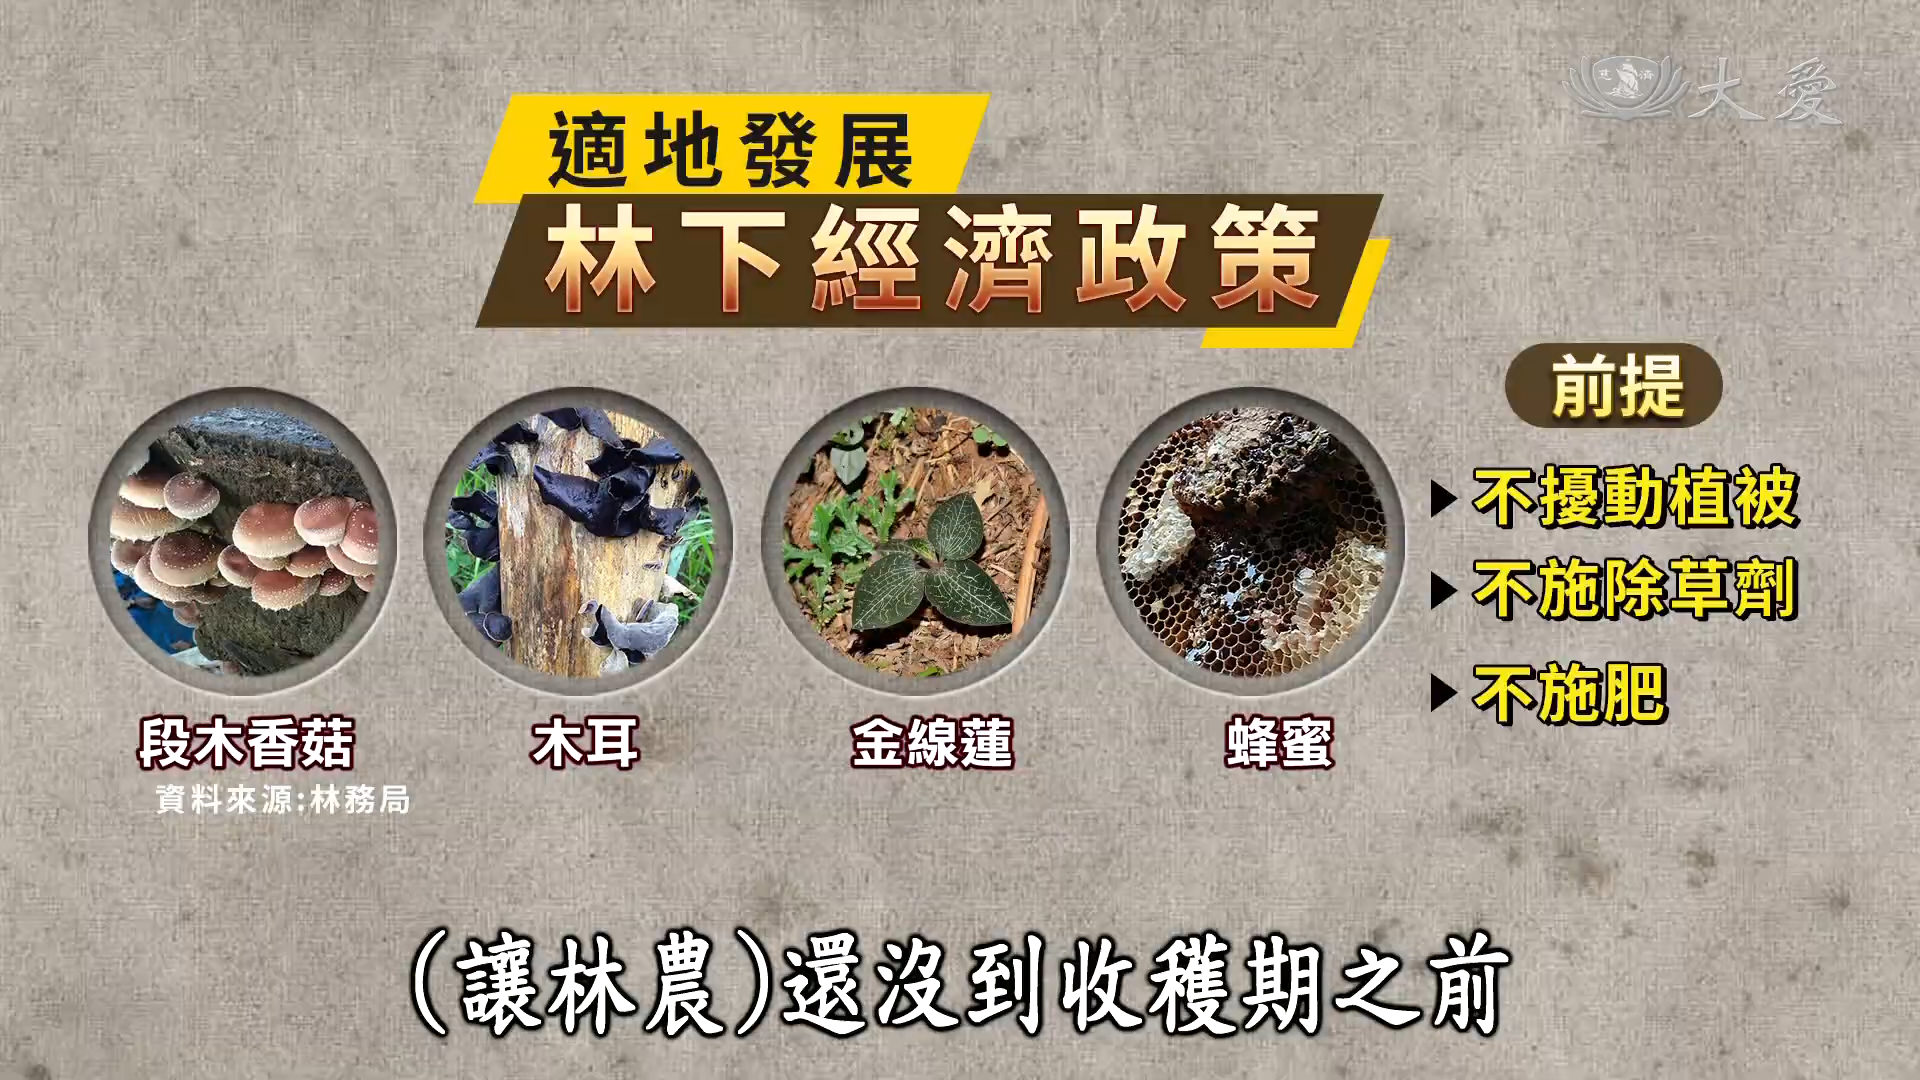 慈濟
大愛
適地發展
林下經濟政策
前提
不擾動植被
不施除草劑
不施肥
段木香菇
木耳
金線蓮
蜂蜜
資料來源:林務局
(讓林農)還沒到收穫期之前